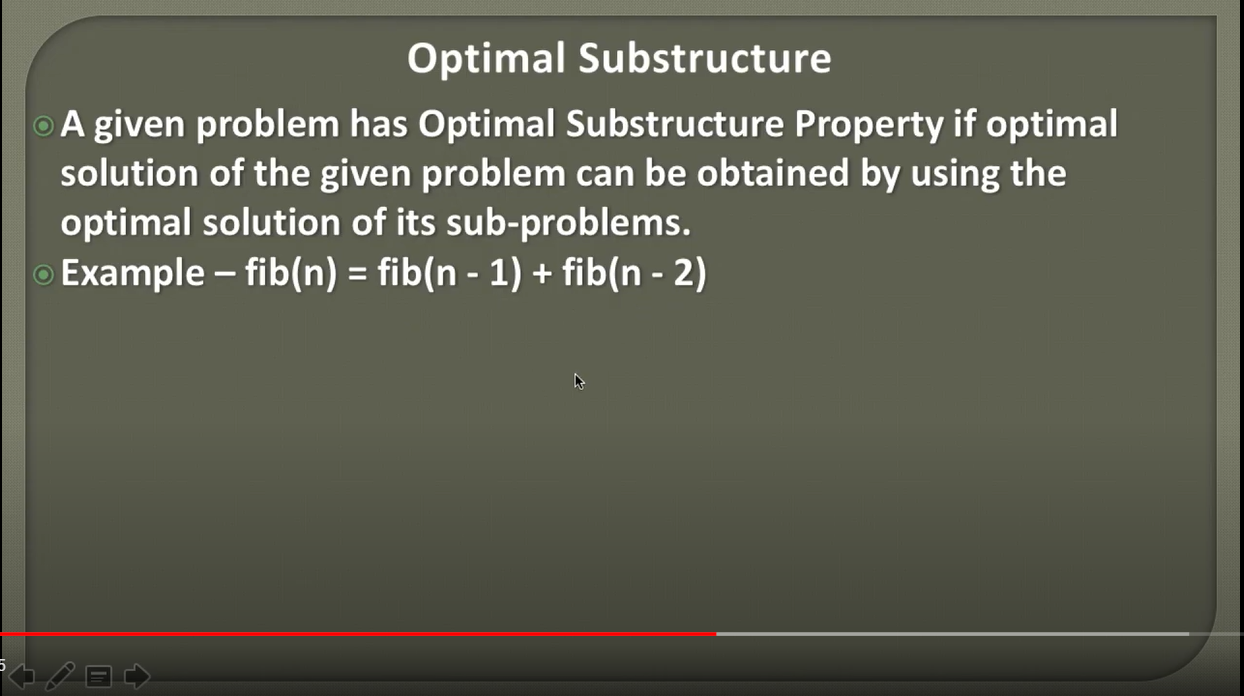 Optimal Substructure
A given problem has Optimal Substructure Property if optimal
solution of the given problem can be obtained by using the
optimal solution of its sub-problems.
Example – fib(n) = fib(n - 1) + fib(n - 2)
5